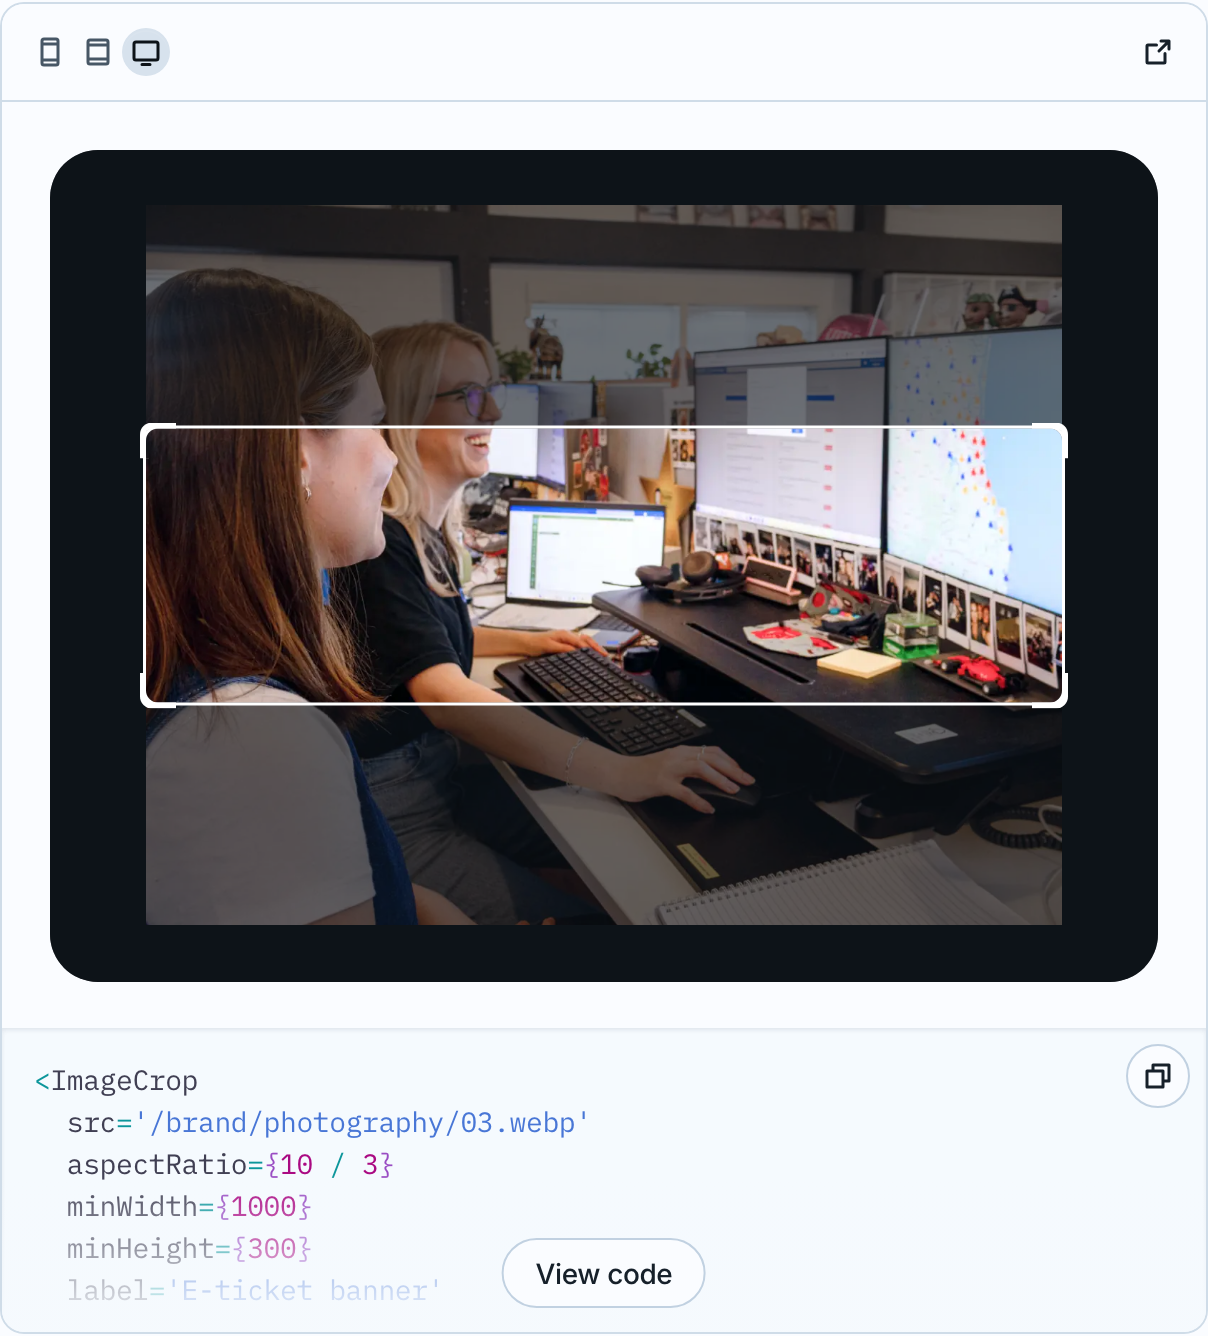 <ImageCrop
src='/brand/photography/03.webp'
aspectRatio={10 / 3}
minWidth={1000}
minHeight={300}
label='E-ticket banner'
View code